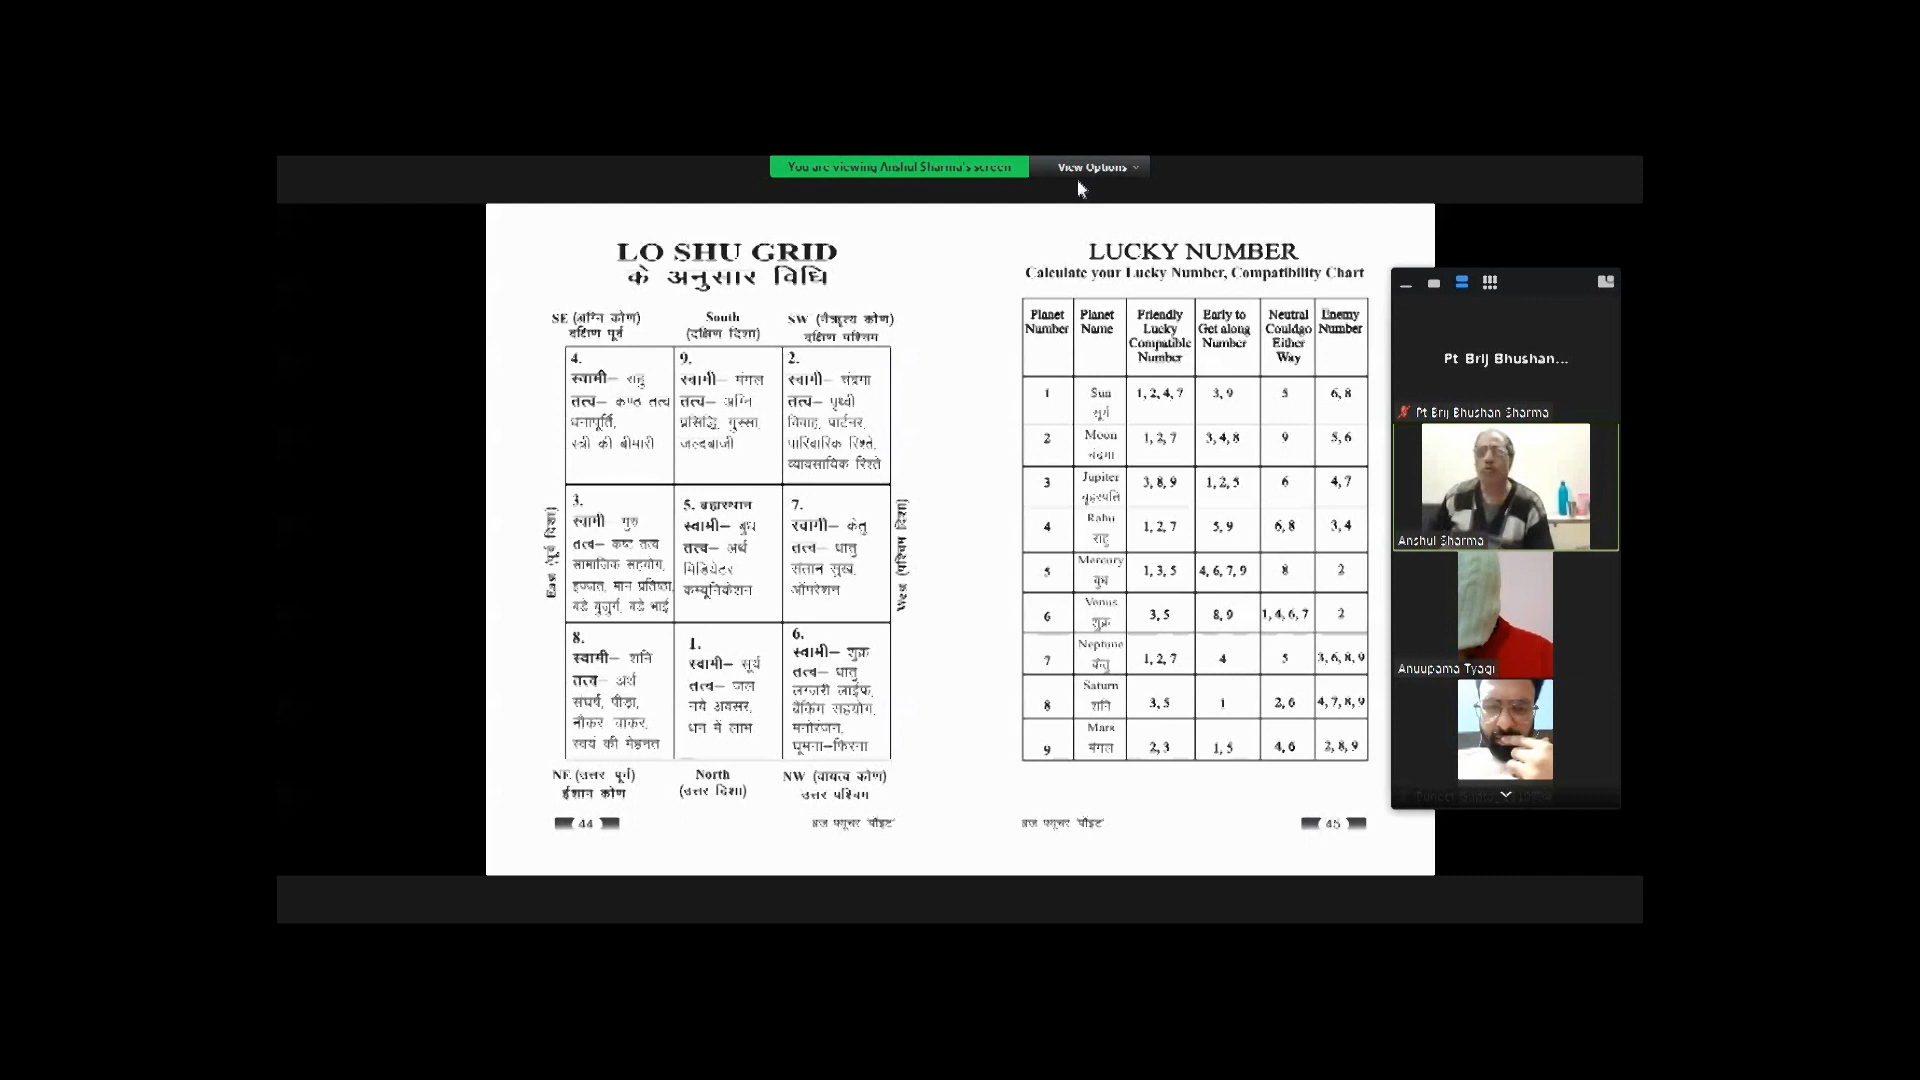 You are viewing Anshul Sharma's screen
View Options
LO SHU GRID
के अनुसार विधि
SE (अग्नि कोण)
दक्षिण पूर्व
South
(दक्षिण दिशा)
SW (नैऋत्य कोण)
दक्षिण पश्चिम
4.
स्वामी– राहु
तत्व– कष्ठ तत्व
धनापूर्ति,
स्त्री की बीमारी
9.
स्वामी– मंगल
तत्व– अग्नि
प्रसिद्धि, गुस्सा,
जल्दबाजी
2.
स्वामी– चंद्रमा
तत्व– पृथ्वी
विवाह, पार्टनर,
पारिवारिक रिश्ते,
व्यावसायिक रिश्ते
East (पूर्व दिशा)
3.
स्वामी– गुरु
तत्व– कष्ट तत्व
सामाजिक सहयोग,
इज्जत, मान प्रतिष्ठा,
बड़े बुजुर्ग, बड़े भाई
5. ब्रह्मस्थान
स्वामी– बुध
तत्व– अर्थ
मिडियेटर
कम्यूनिकेशन
7.
स्वामी– केतु
तत्व– धातु
संतान सुख,
ऑपरेशन
West (पश्चिम दिशा)
8.
स्वामी– शनि
तत्व– अर्थ
संघर्ष, पीड़ा,
नौकर चाकर,
स्वयं की मेहनत
1.
स्वामी– सूर्य
तत्व– जल
नये अवसर,
धन में लाभ
6.
स्वामी– शुक्र
तत्व– धातु
लग्जरी लाईफ,
बैंकिंग सहयोग,
मनोरंजन,
घूमना–फिरना
NE (उत्तर पूर्व)
ईशान कोण
North
(उत्तर दिशा)
NW (वायव्य कोण)
उत्तर पश्चिम
44
ब्रज फ्यूचर 'पॉइंट'
LUCKY NUMBER
Calculate your Lucky Number, Compatibility Chart
Planet Number | Planet Name | Friendly Lucky Compatible Number | Early to Get along Number | Neutral Couldgo Either Way | Enemy Number
1 | Sun सूर्य | 1, 2, 4, 7 | 3, 9 | 5 | 6, 8
2 | Moon चंद्रमा | 1, 2, 7 | 3, 4, 8 | 9 | 5, 6
3 | Jupiter बृहस्पति | 3, 8, 9 | 1, 2, 5 | 6 | 4, 7
4 | Rahu राहु | 1, 2, 7 | 5, 9 | 6, 8 | 3, 4
5 | Mercury बुध | 1, 3, 5 | 4, 6, 7, 9 | 8 | 2
6 | Venus शुक्र | 3, 5 | 8, 9 | 1, 4, 6, 7 | 2
7 | Neptune केतु | 1, 2, 7 | 4 | 5 | 3, 6, 8, 9
8 | Saturn शनि | 3, 5 | 1 | 2, 6 | 4, 7, 8, 9
9 | Mars मंगल | 2, 3 | 1, 5 | 4, 6 | 2, 8, 9
ब्रज फ्यूचर 'पॉइंट'
45
Pt Brij Bhushan...
Pt Brij Bhushan Sharma
Anshul Sharma
Anuupama Tyagi